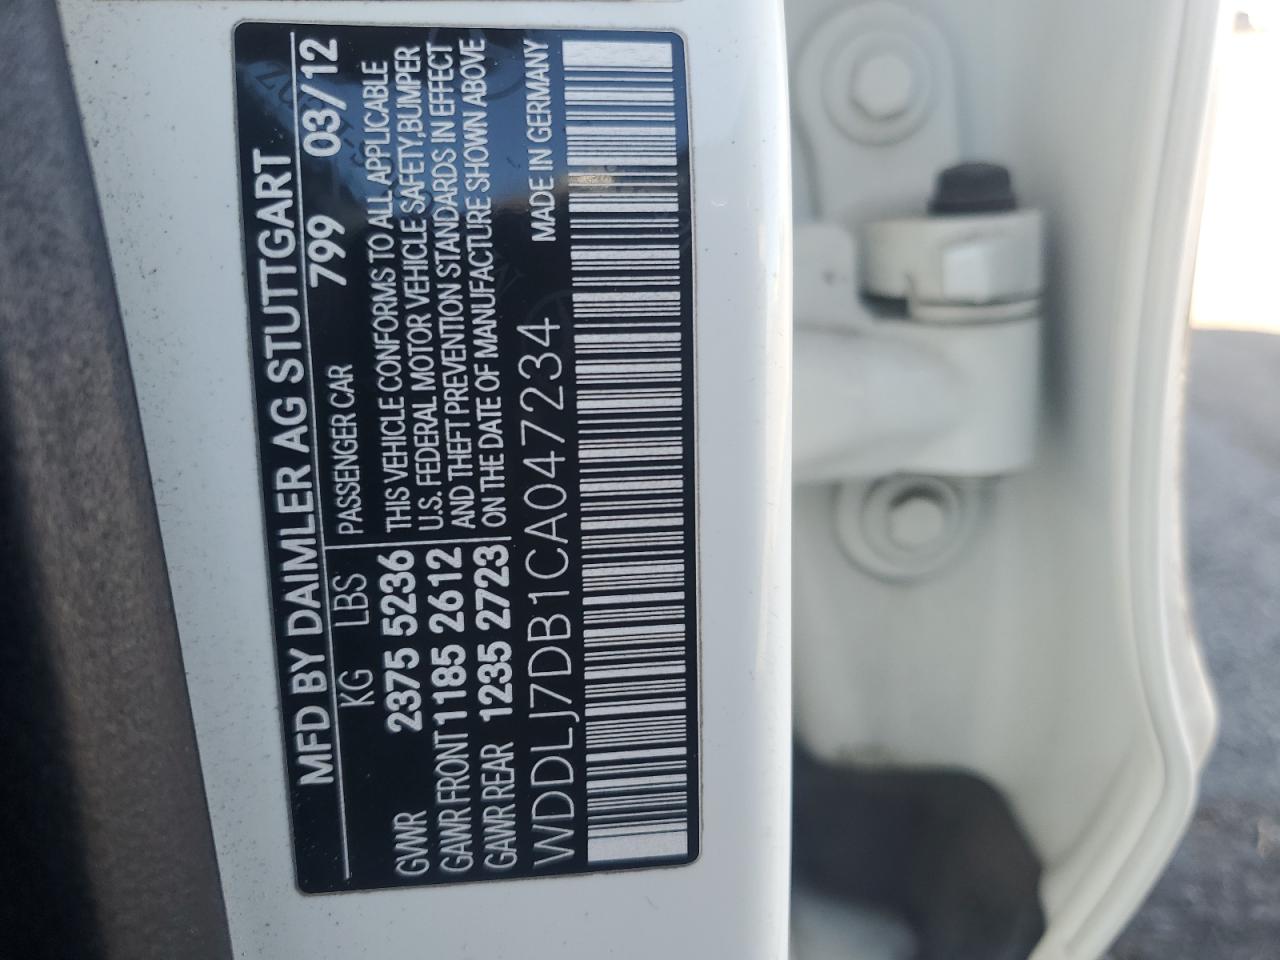 MFD BY DAIMLER AG STUTTGART
799 03/12
KG LBS PASSENGER CAR
GVWR 2375 5236
GAWR FRONT 1185 2612
GAWR REAR 1235 2723
THIS VEHICLE CONFORMS TO ALL APPLICABLE
U.S. FEDERAL MOTOR VEHICLE SAFETY,BUMPER
AND THEFT PREVENTION STANDARDS IN EFFECT
ON THE DATE OF MANUFACTURE SHOWN ABOVE
WDDLJ7DB1CA047234 MADE IN GERMANY